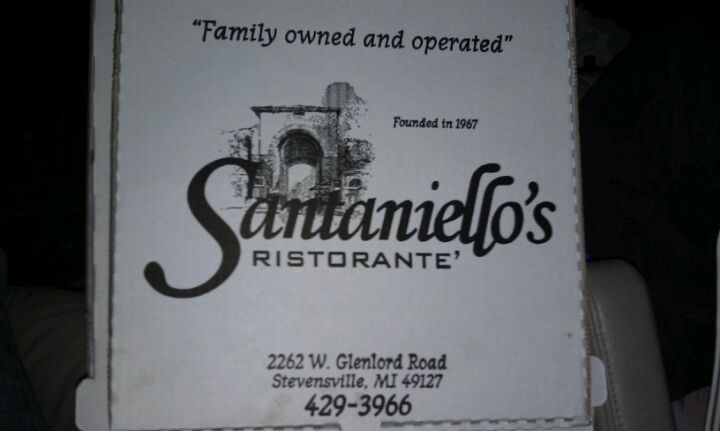 "Family owned and operated"
Founded in 1967
Santaniello's
RISTORANTE'
2262 W. Glenlord Road
Stevensville, MI 49127
429-3966